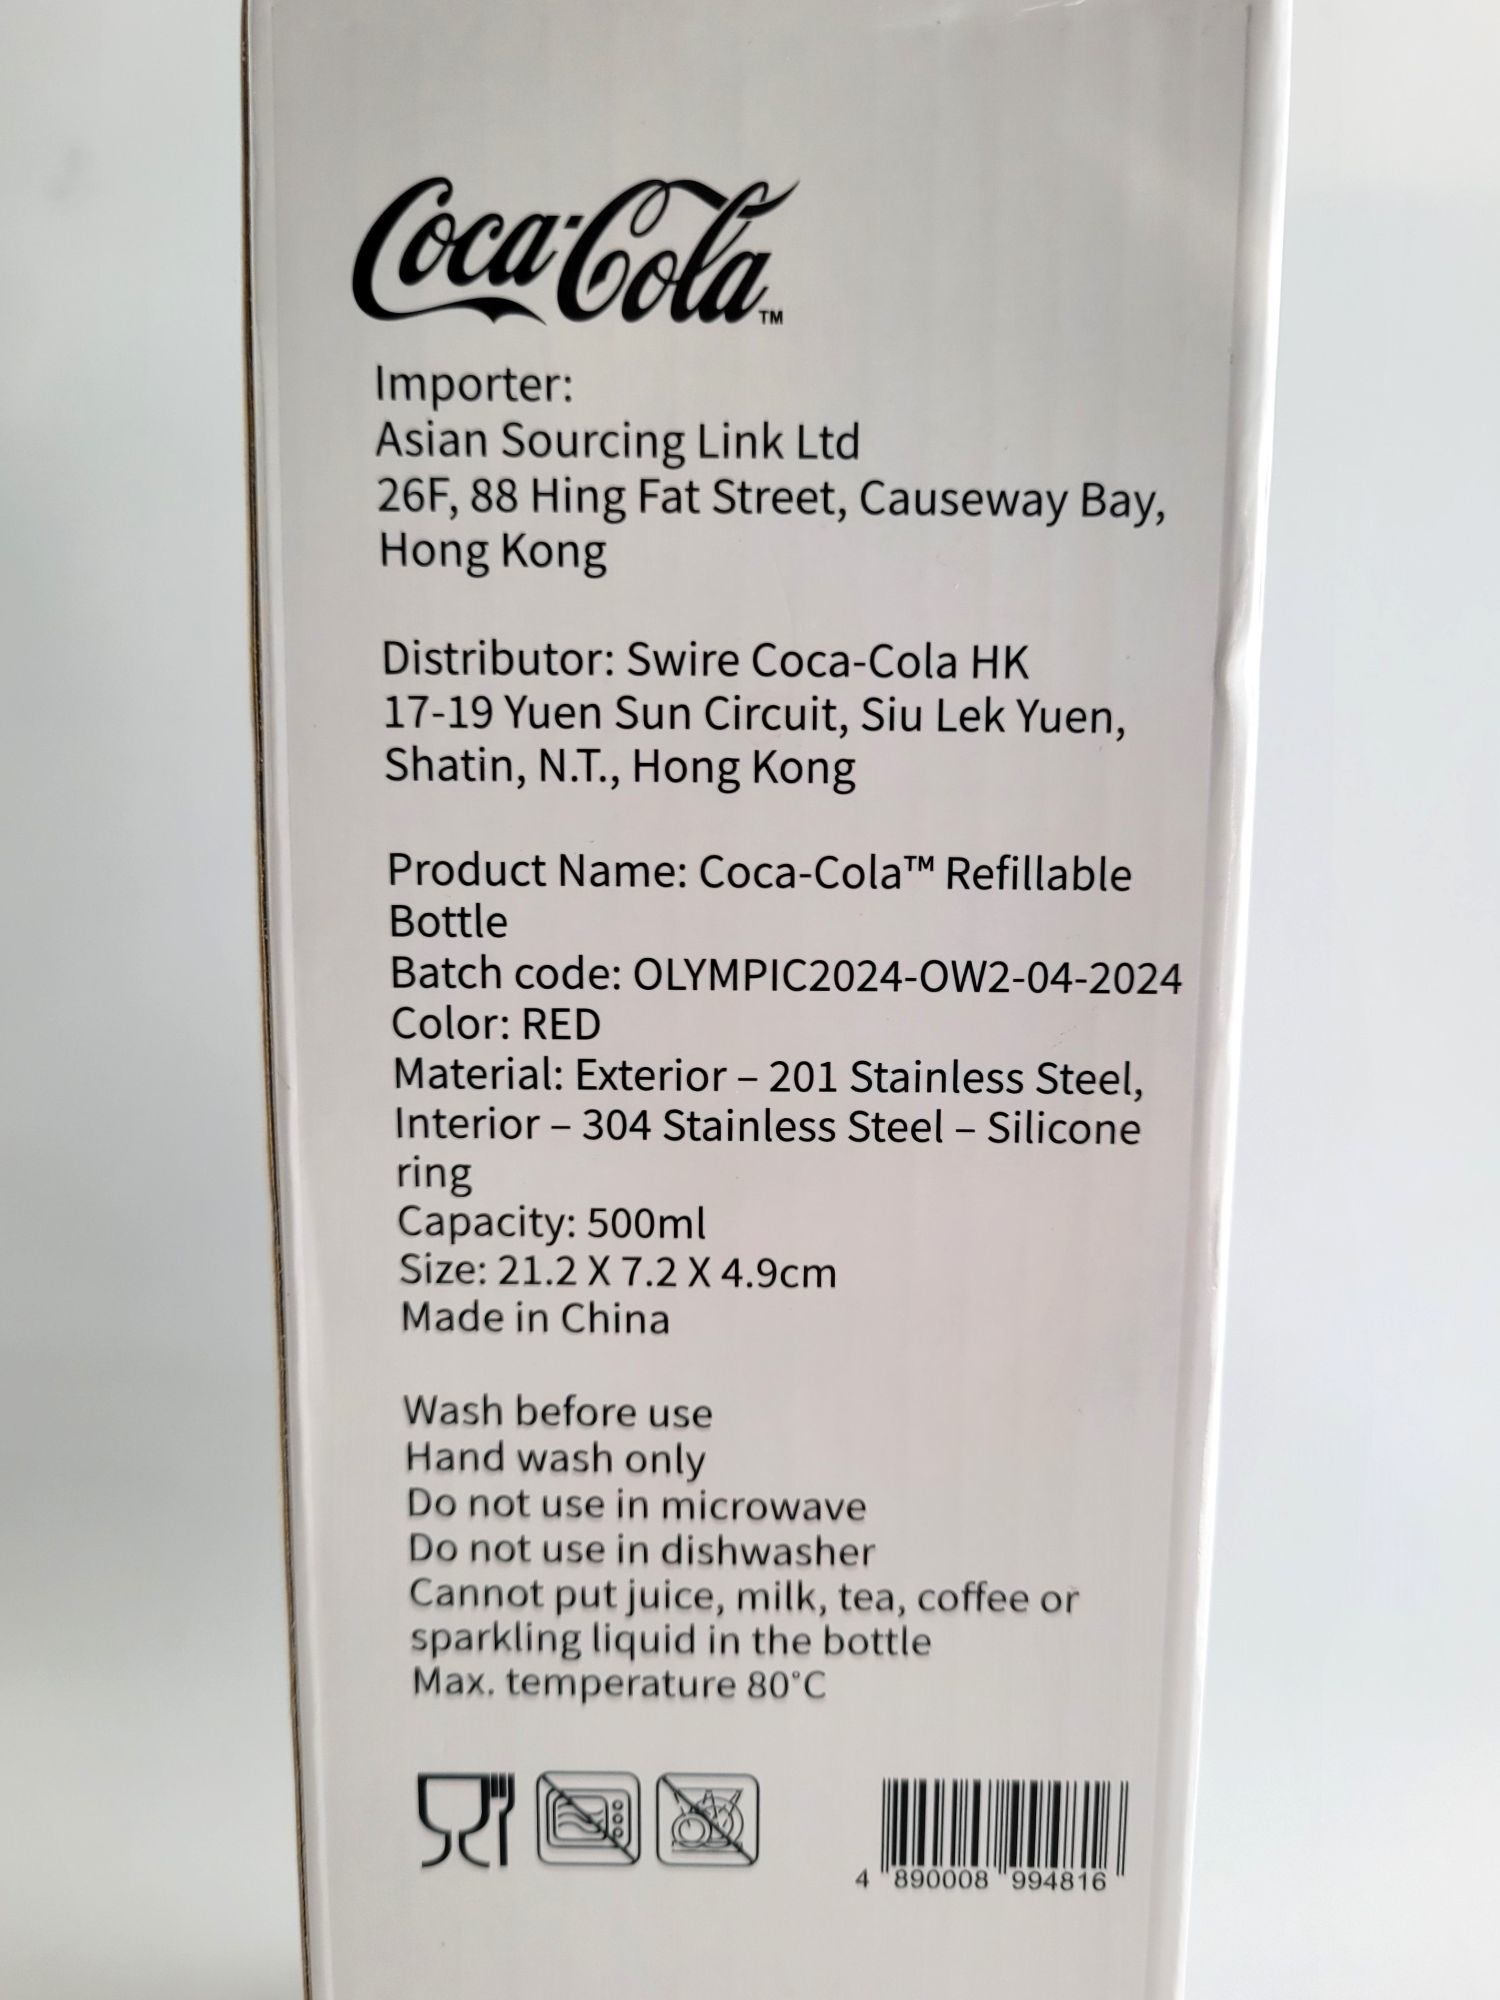 Coca-Cola™
Importer:
Asian Sourcing Link Ltd
26F, 88 Hing Fat Street, Causeway Bay,
Hong Kong
Distributor: Swire Coca-Cola HK
17-19 Yuen Sun Circuit, Siu Lek Yuen,
Shatin, N.T., Hong Kong
Product Name: Coca-Cola™ Refillable
Bottle
Batch code: OLYMPIC2024-OW2-04-2024
Color: RED
Material: Exterior – 201 Stainless Steel,
Interior – 304 Stainless Steel – Silicone
ring
Capacity: 500ml
Size: 21.2 X 7.2 X 4.9cm
Made in China
Wash before use
Hand wash only
Do not use in microwave
Do not use in dishwasher
Cannot put juice, milk, tea, coffee or
sparkling liquid in the bottle
Max. temperature 80°C
4 890008 994816